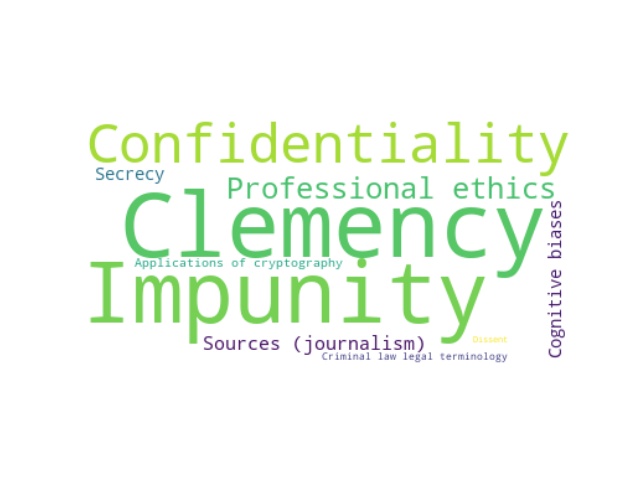 Confidentiality
Secrecy
Professional ethics
Clemency
Cognitive biases
Applications of cryptography
Impunity
Sources (journalism)
Dissent
Criminal law legal terminology